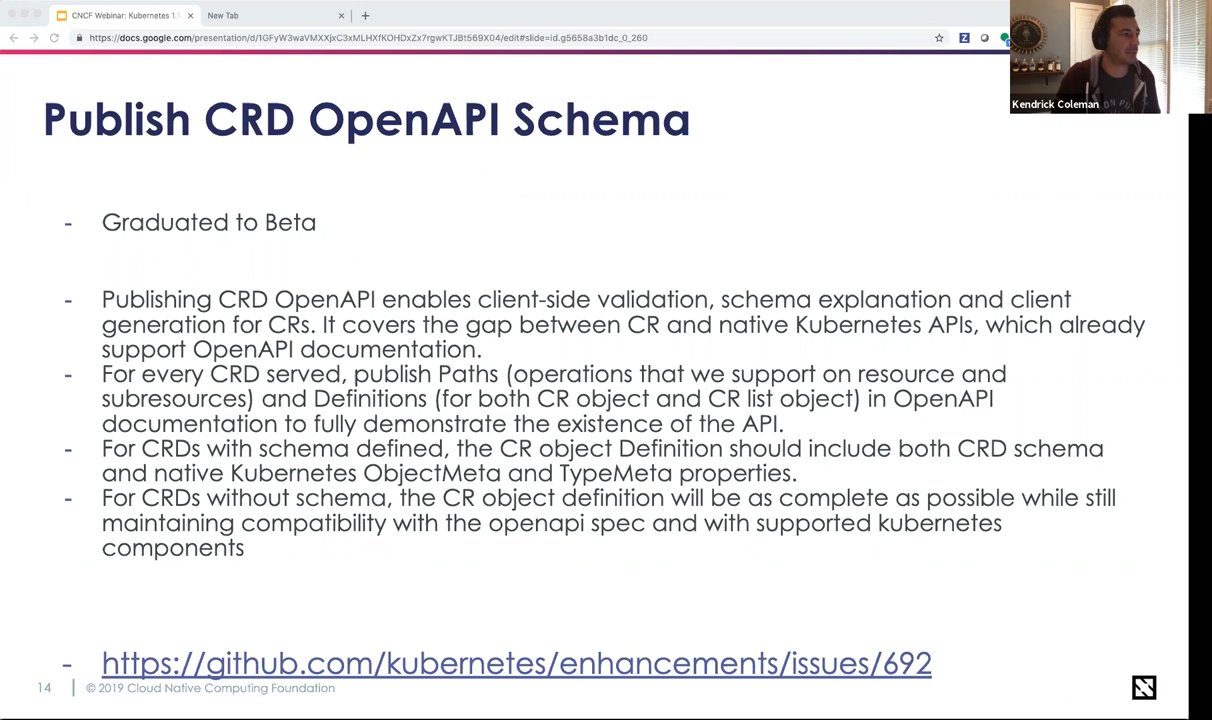 CNCF Webinar: Kubernetes 1.1
New Tab
https://docs.google.com/presentation/d/1GFyW3waVMXXjxC3xMLHXfKOHDxZx7rgwKTJBt569X04/edit#slide=id.g5658a3b1dc_0_260
Kendrick Coleman
Publish CRD OpenAPI Schema
- Graduated to Beta
- Publishing CRD OpenAPI enables client-side validation, schema explanation and client
generation for CRs. It covers the gap between CR and native Kubernetes APIs, which already
support OpenAPI documentation.
- For every CRD served, publish Paths (operations that we support on resource and
subresources) and Definitions (for both CR object and CR list object) in OpenAPI
documentation to fully demonstrate the existence of the API.
- For CRDs with schema defined, the CR object Definition should include both CRD schema
and native Kubernetes ObjectMeta and TypeMeta properties.
- For CRDs without schema, the CR object definition will be as complete as possible while still
maintaining compatibility with the openapi spec and with supported kubernetes
components
- https://github.com/kubernetes/enhancements/issues/692
14 | © 2019 Cloud Native Computing Foundation